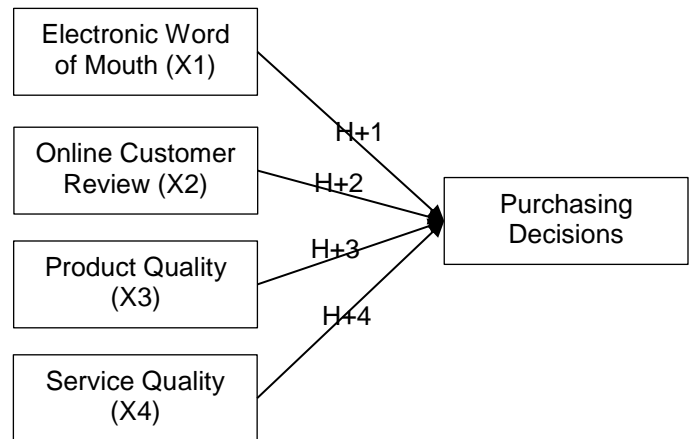 Electronic Word
of Mouth (X1)
H+1
Online Customer
Review (X2)
H+2
Purchasing
Decisions
Product Quality
(X3)
H+3
H+4
Service Quality
(X4)